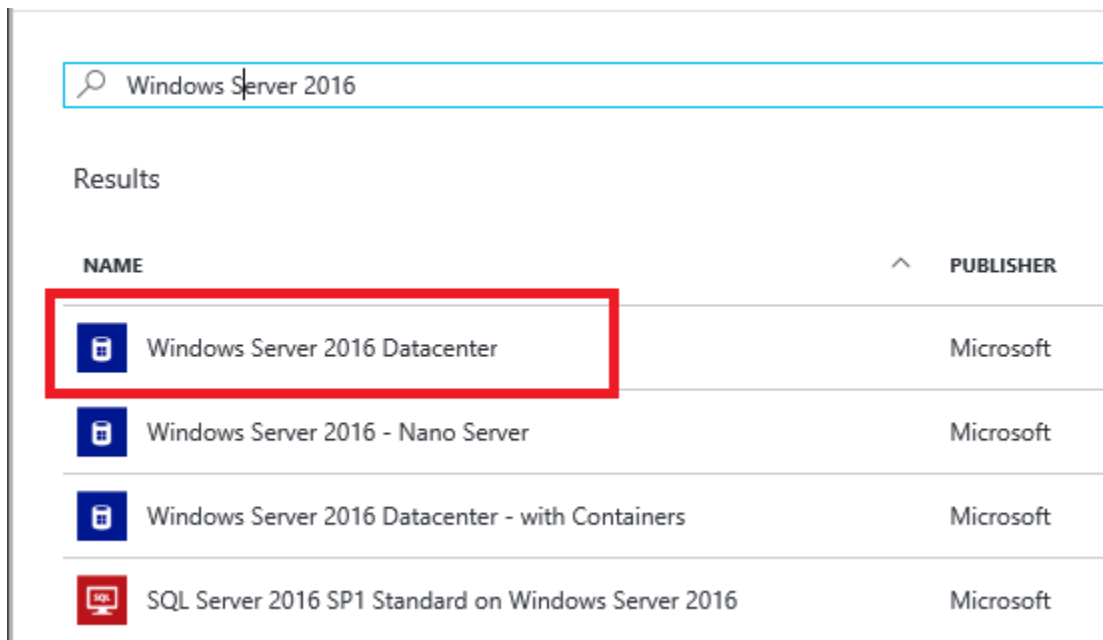 Windows Server 2016
Results
NAME PUBLISHER
Windows Server 2016 Datacenter Microsoft
Windows Server 2016 - Nano Server Microsoft
Windows Server 2016 Datacenter - with Containers Microsoft
SQL SQL Server 2016 SP1 Standard on Windows Server 2016 Microsoft